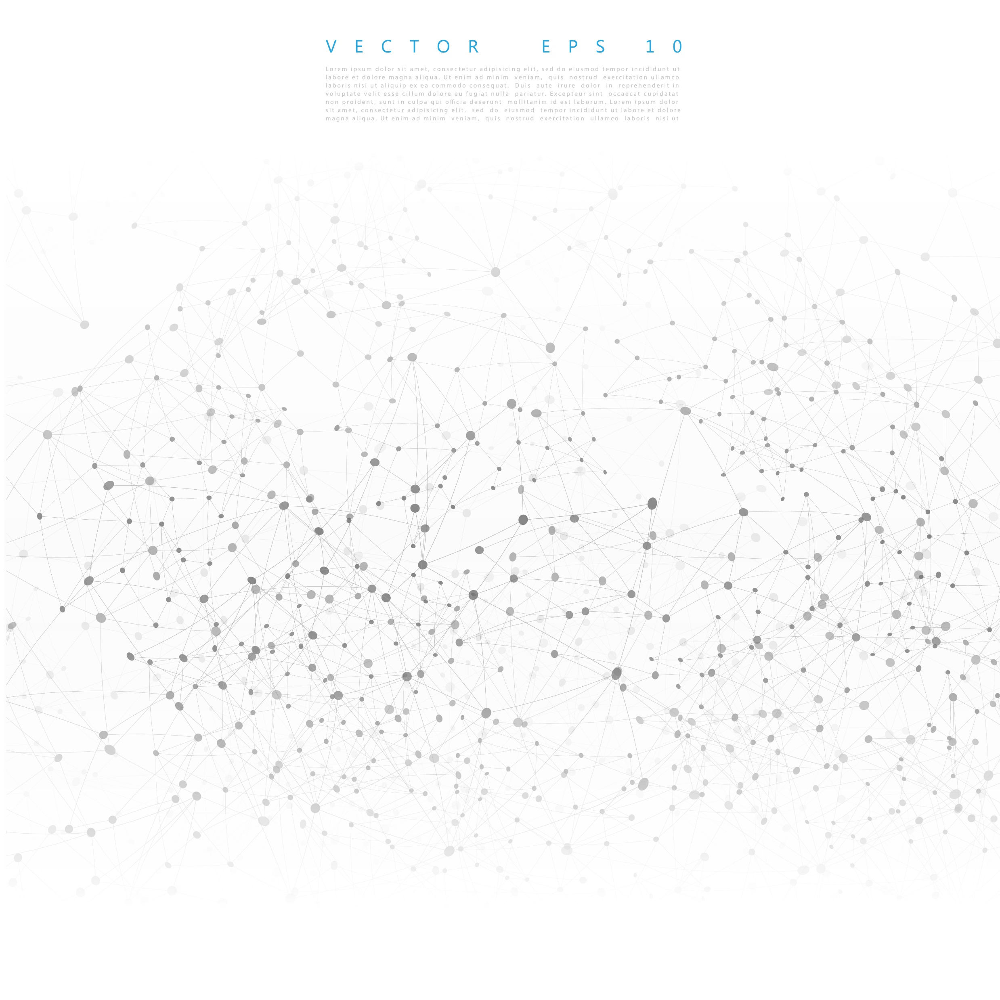 VECTOR EPS 10
Lorem ipsum dolor sit amet, consectetur adipisicing elit, sed do eiusmod tempor incididunt ut
labore et dolore magna aliqua. Ut enim ad minim veniam, quis nostrud exercitation ullamco
laboris nisi ut aliquip ex ea commodo consequat. Duis aute irure dolor in reprehenderit in
voluptate velit esse cillum dolore eu fugiat nulla pariatur. Excepteur sint occaecat cupidatat
non proident, sunt in culpa qui officia deserunt mollitanim id est laborum. Lorem ipsum dolor
sit amet, consectetur adipisicing elit, sed do eiusmod tempor incididunt ut labore et dolore
magna aliqua. Ut enim ad minim veniam, quis nostrud exercitation ullamco laboris nisi ut